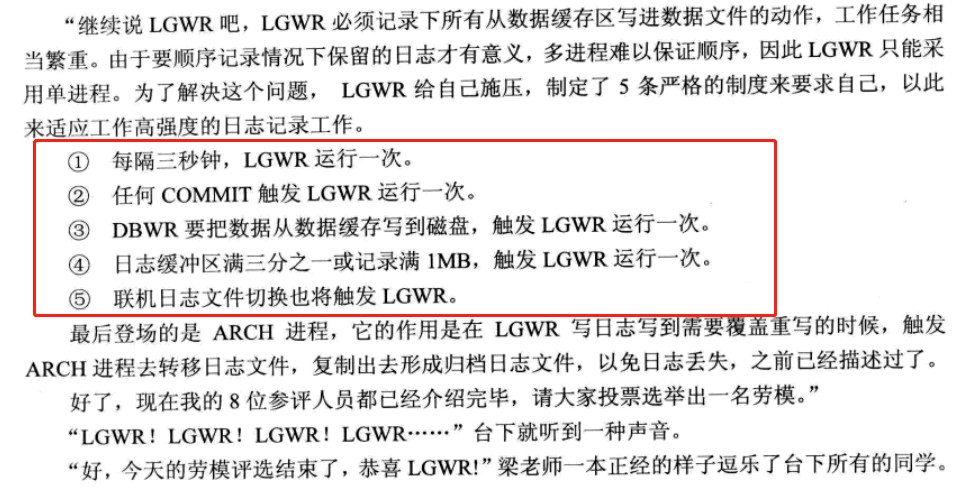 “继续说 LGWR 吧，LGWR 必须记录下所有从数据缓存区写进数据文件的动作，工作任务相
当繁重。由于要顺序记录情况下保留的日志才有意义，多进程难以保证顺序，因此 LGWR 只能采
用单进程。为了解决这个问题， LGWR 给自己施压，制定了 5 条严格的制度来要求自己，以此
来适应工作高强度的日志记录工作。
① 每隔三秒钟，LGWR 运行一次。
② 任何 COMMIT 触发 LGWR 运行一次。
③ DBWR 要把数据从数据缓存写到磁盘，触发 LGWR 运行一次。
④ 日志缓冲区满三分之一或记录满 1MB，触发 LGWR 运行一次。
⑤ 联机日志文件切换也将触发 LGWR。
最后登场的是 ARCH 进程，它的作用是在 LGWR 写日志写到需要覆盖重写的时候，触发
ARCH 进程去转移日志文件，复制出去形成归档日志文件，以免日志丢失，之前已经描述过了。
好了，现在我的 8 位参评人员都已经介绍完毕，请大家投票选举出一名劳模。”
“LGWR！LGWR！LGWR！LGWR……”台下就听到一种声音。
“好，今天的劳模评选结束了，恭喜 LGWR!”梁老师一本正经的样子逗乐了台下所有的同学。